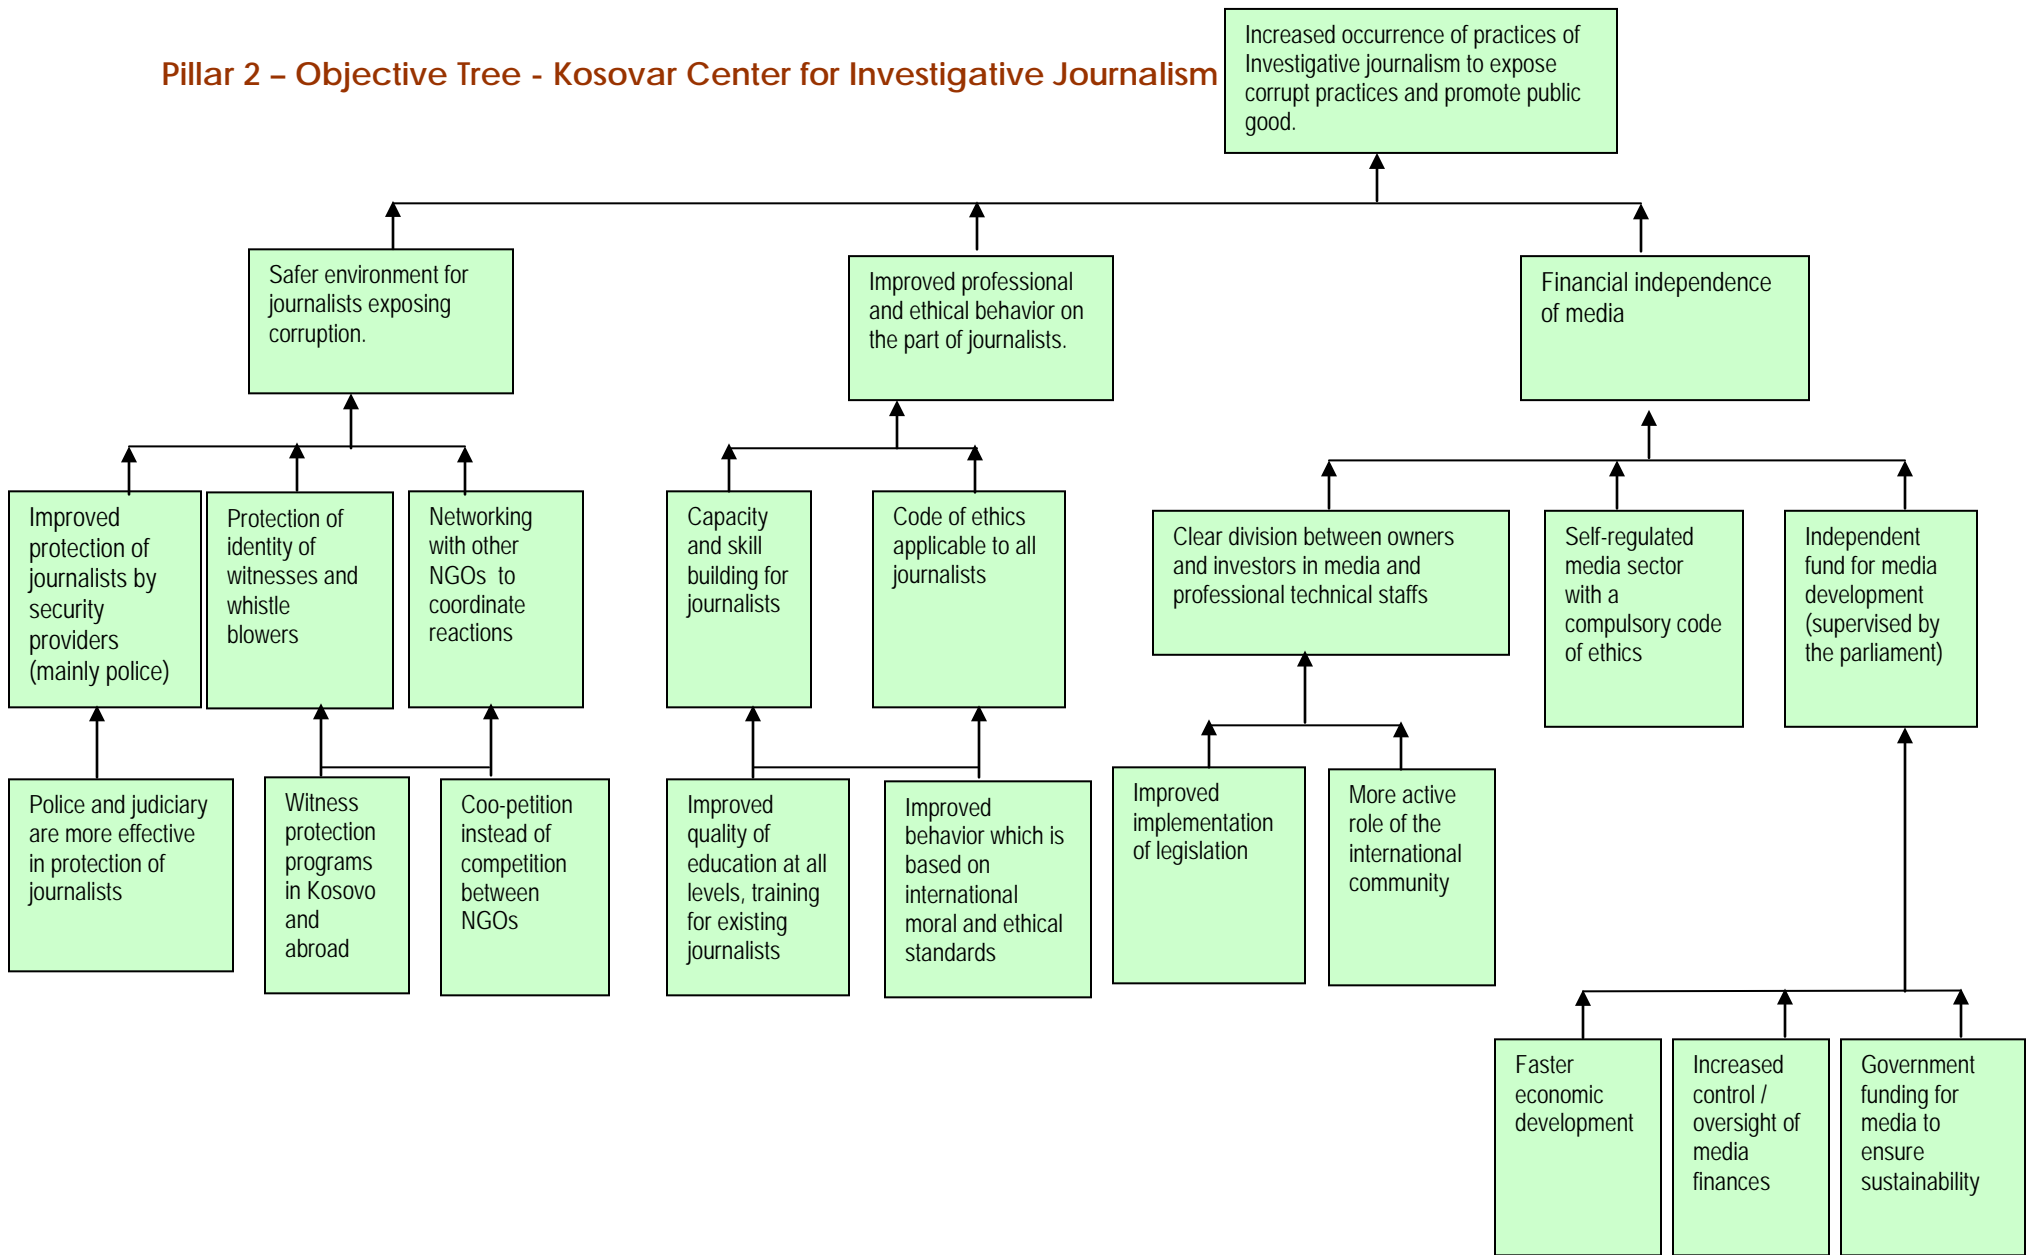 Increased occurrence of practices of
Investigative journalism to expose
corrupt practices and promote public
good.
Pillar 2 – Objective Tree - Kosovar Center for Investigative Journalism
Safer environment for
journalists exposing
corruption.
Improved professional
and ethical behavior on
the part of journalists.
Financial independence
of media
Improved
protection of
journalists by
security
providers
(mainly police)
Protection of
identity of
witnesses and
whistle
blowers
Networking
with other
NGOs to
coordinate
reactions
Capacity
and skill
building for
journalists
Code of ethics
applicable to all
journalists
Clear division between owners
and investors in media and
professional technical staffs
Self-regulated
media sector
with a
compulsory code
of ethics
Independent
fund for media
development
(supervised by
the parliament)
Police and judiciary
are more effective
in protection of
journalists
Witness
protection
programs
in Kosovo
and
abroad
Coo-petition
instead of
competition
between
NGOs
Improved
quality of
education at all
levels, training
for existing
journalists
Improved
behavior which is
based on
international
moral and ethical
standards
Improved
implementation
of legislation
More active
role of the
international
community
Faster
economic
development
Increased
control /
oversight of
media
finances
Government
funding for
media to
ensure
sustainability